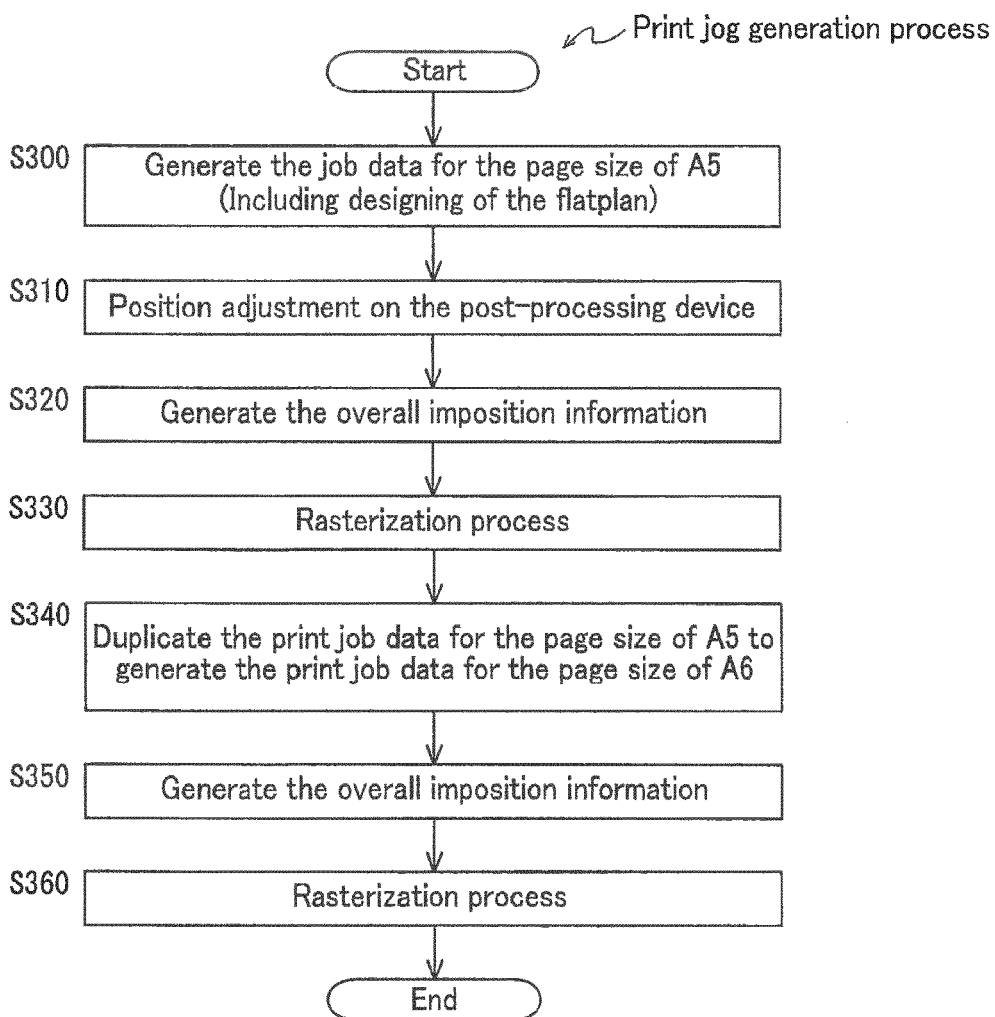 Print jog generation process
Start
S300
Generate the job data for the page size of A5
(Including designing of the flatplan)
S310
Position adjustment on the post-processing device
S320
Generate the overall imposition information
S330
Rasterization process
S340
Duplicate the print job data for the page size of A5 to
generate the print job data for the page size of A6
S350
Generate the overall imposition information
S360
Rasterization process
End